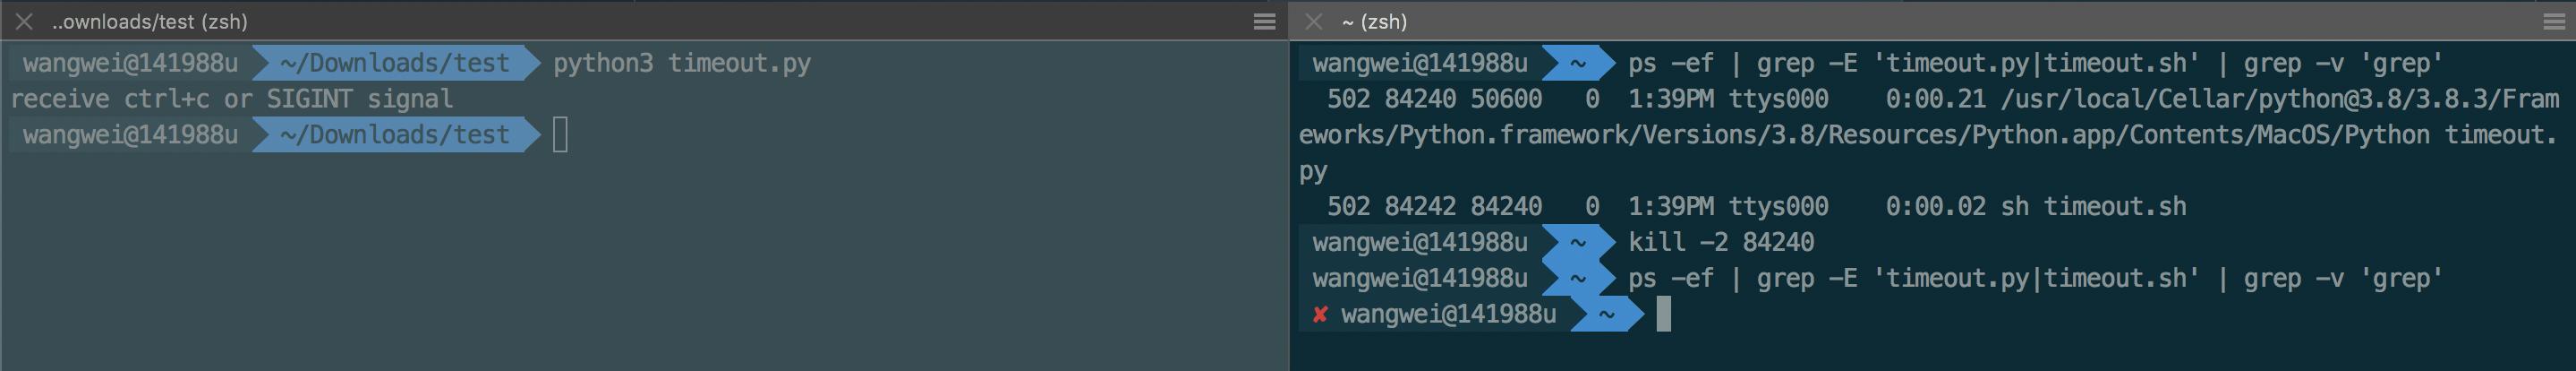 ..ownloads/test (zsh)
wangwei@141988u ~/Downloads/test python3 timeout.py
receive ctrl+c or SIGINT signal
wangwei@141988u ~/Downloads/test
~ (zsh)
wangwei@141988u ~ ps -ef | grep -E 'timeout.py|timeout.sh' | grep -v 'grep'
502 84240 50600 0 1:39PM ttys000 0:00.21 /usr/local/Cellar/python@3.8/3.8.3/Fram
eworks/Python.framework/Versions/3.8/Resources/Python.app/Contents/MacOS/Python timeout.
py
502 84242 84240 0 1:39PM ttys000 0:00.02 sh timeout.sh
wangwei@141988u ~ kill -2 84240
wangwei@141988u ~ ps -ef | grep -E 'timeout.py|timeout.sh' | grep -v 'grep'
✘ wangwei@141988u ~